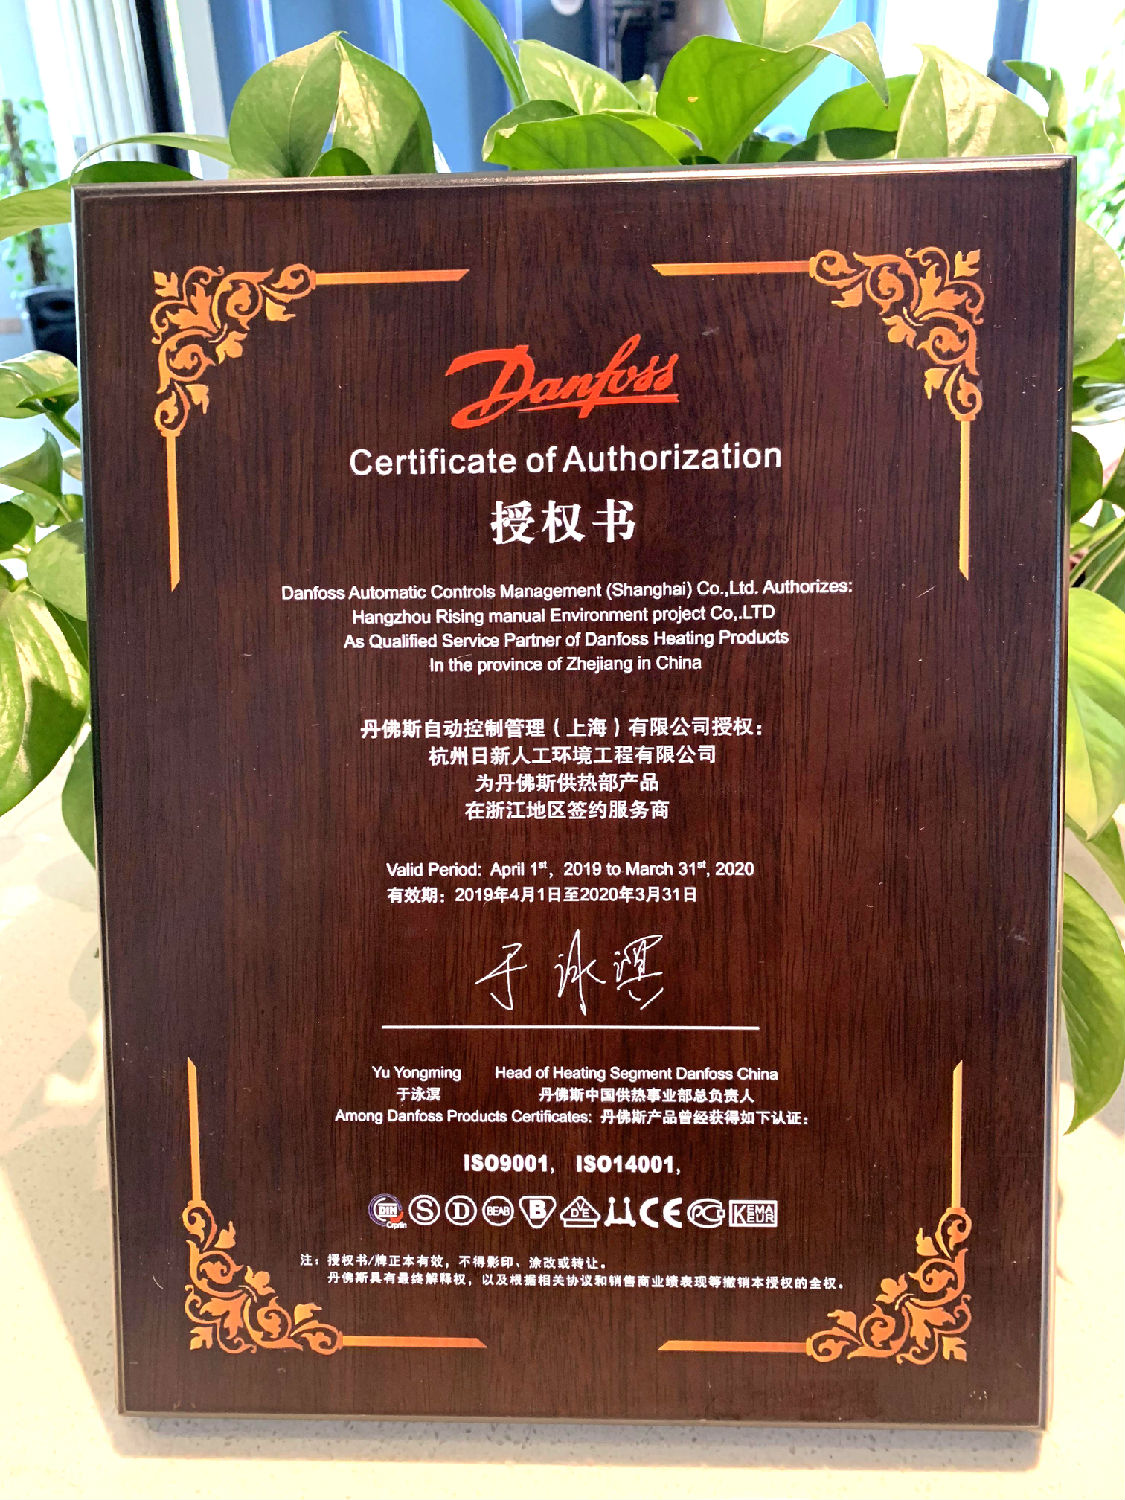 Danfoss
Certificate of Authorization
授权书
Danfoss Automatic Controls Management (Shanghai) Co.,Ltd. Authorizes:
Hangzhou Rising manual Environment project Co,.LTD
As Qualified Service Partner of Danfoss Heating Products
In the province of Zhejiang in China
丹佛斯自动控制管理（上海）有限公司授权：
杭州日新人工环境工程有限公司
为丹佛斯供热部产品
在浙江地区签约服务商
Valid Period: April 1st, 2019 to March 31st, 2020
有效期：2019年4月1日至2020年3月31日
于泳漠
Yu Yongming Head of Heating Segment Danfoss China
于泳溟 丹佛斯中国供热事业部总负责人
Among Danfoss Products Certificates: 丹佛斯产品曾经获得如下认证：
ISO9001, ISO14001,
DIN Geprüft S D BEAB B VDE CE PCT KEMA KEUR
注：授权书/牌正本有效，不得影印、涂改或转让。
丹佛斯具有最终解释权，以及根据相关协议和销售商业绩表现等撤销本授权的全权。